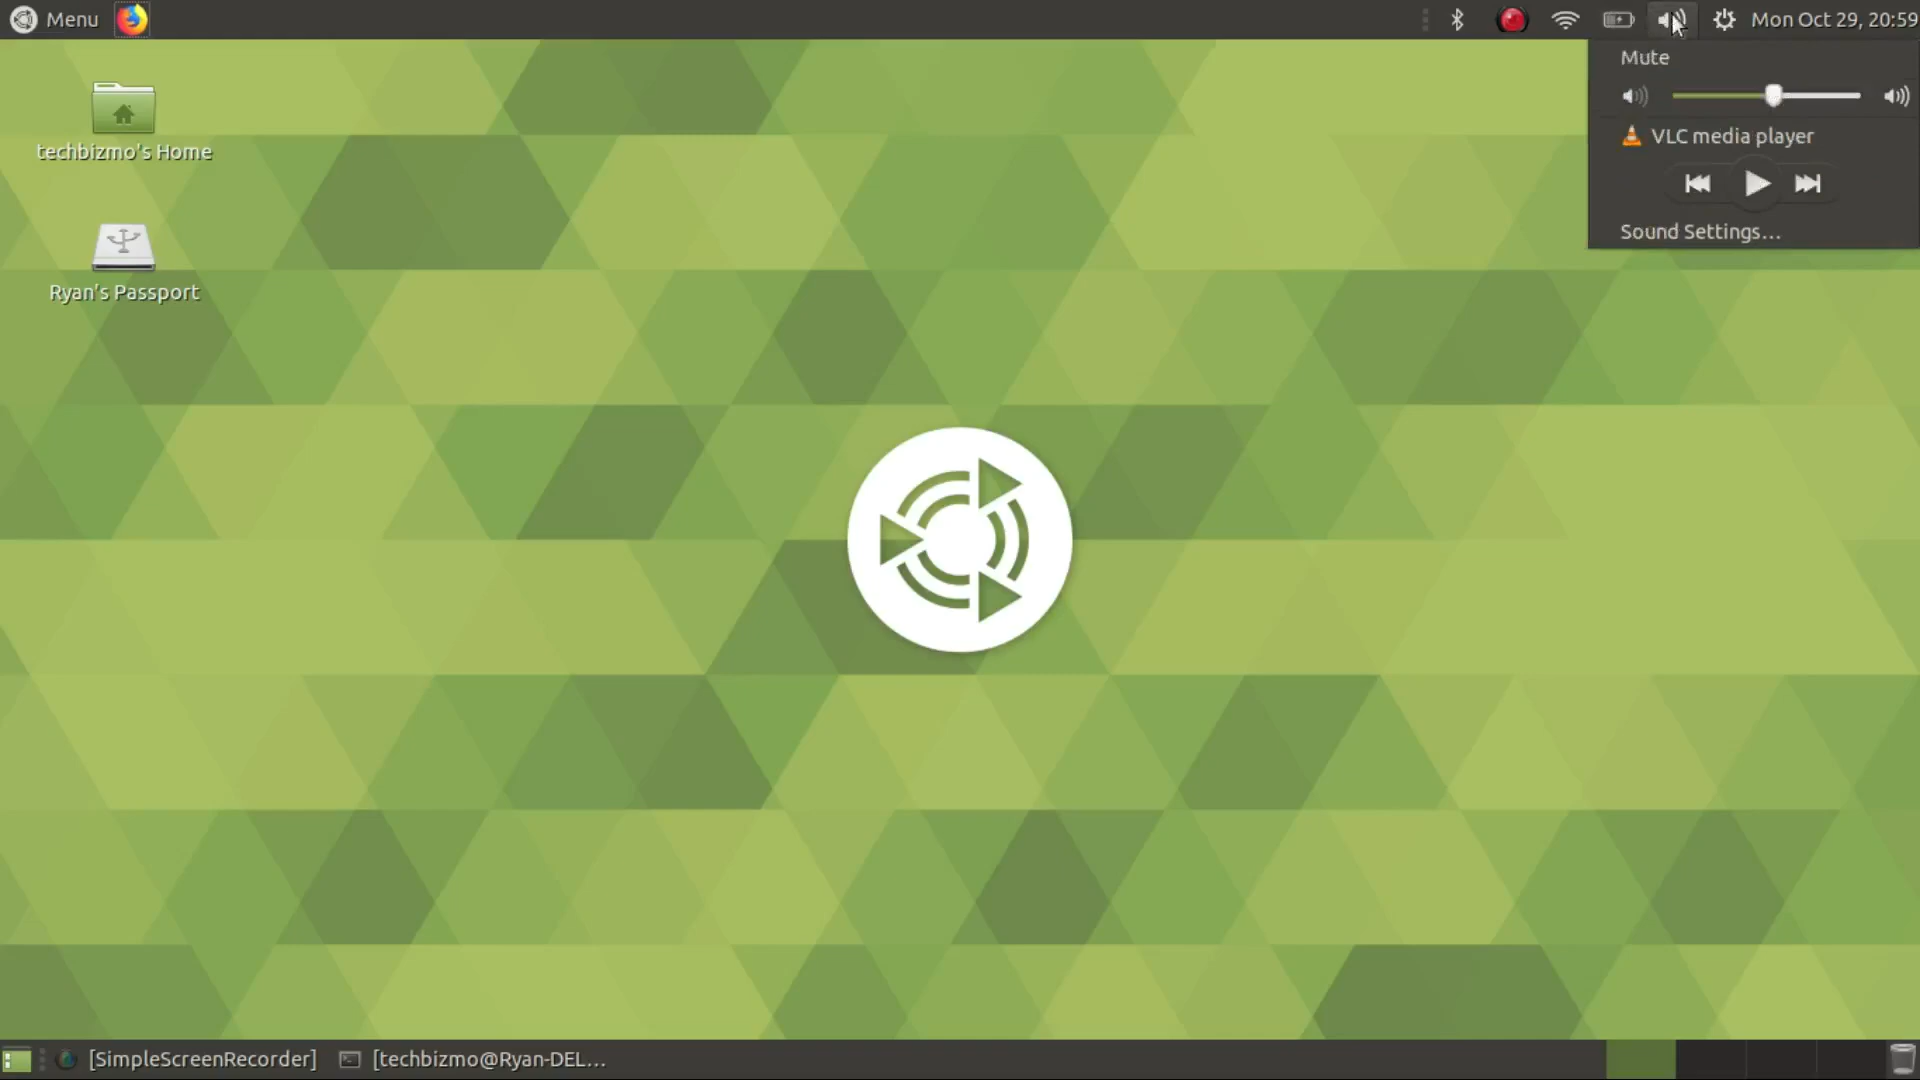 Menu
Mon Oct 29, 20:59
Mute
VLC media player
Sound Settings...
techbizmo's Home
Ryan's Passport
[SimpleScreenRecorder]
[techbizmo@Ryan-DEL...